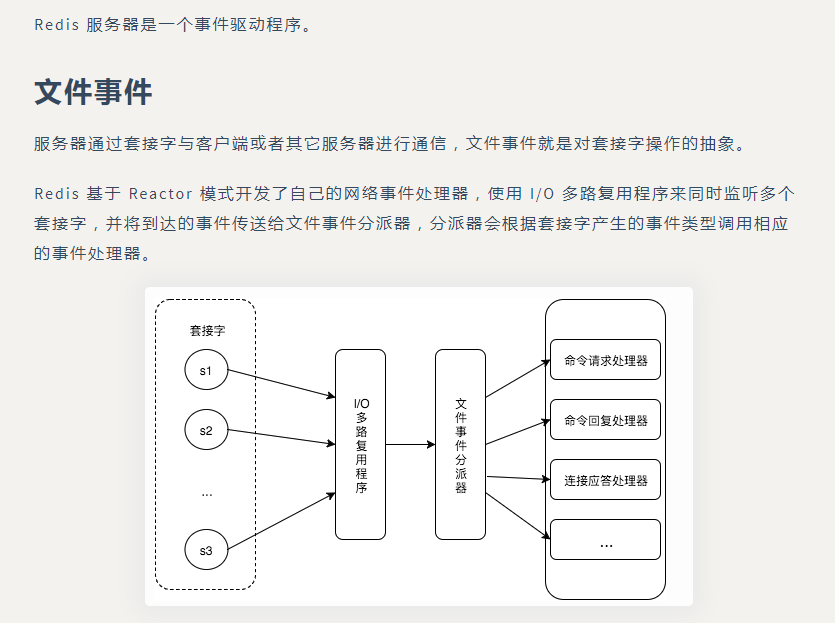 Redis 服务器是一个事件驱动程序。
文件事件
服务器通过套接字与客户端或者其它服务器进行通信，文件事件就是对套接字操作的抽象。
Redis 基于 Reactor 模式开发了自己的网络事件处理器，使用 I/O 多路复用程序来同时监听多个
套接字，并将到达的事件传送给文件事件分派器，分派器会根据套接字产生的事件类型调用相应
的事件处理器。
套接字
s1
s2
...
s3
I/O
多
路
复
用
程
序
文
件
事
件
分
派
器
命令请求处理器
命令回复处理器
连接应答处理器
...